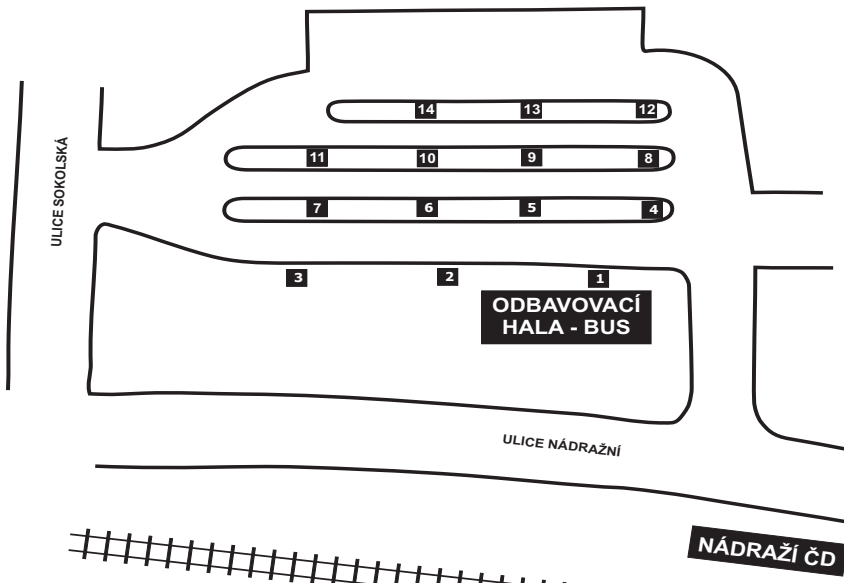 14 13 12
11 10 9 8
7 6 5 4
3 2 1
ULICE SOKOLSKÁ
ODBAVOVACÍ
HALA - BUS
ULICE NÁDRAŽNÍ
NÁDRAŽÍ ČD